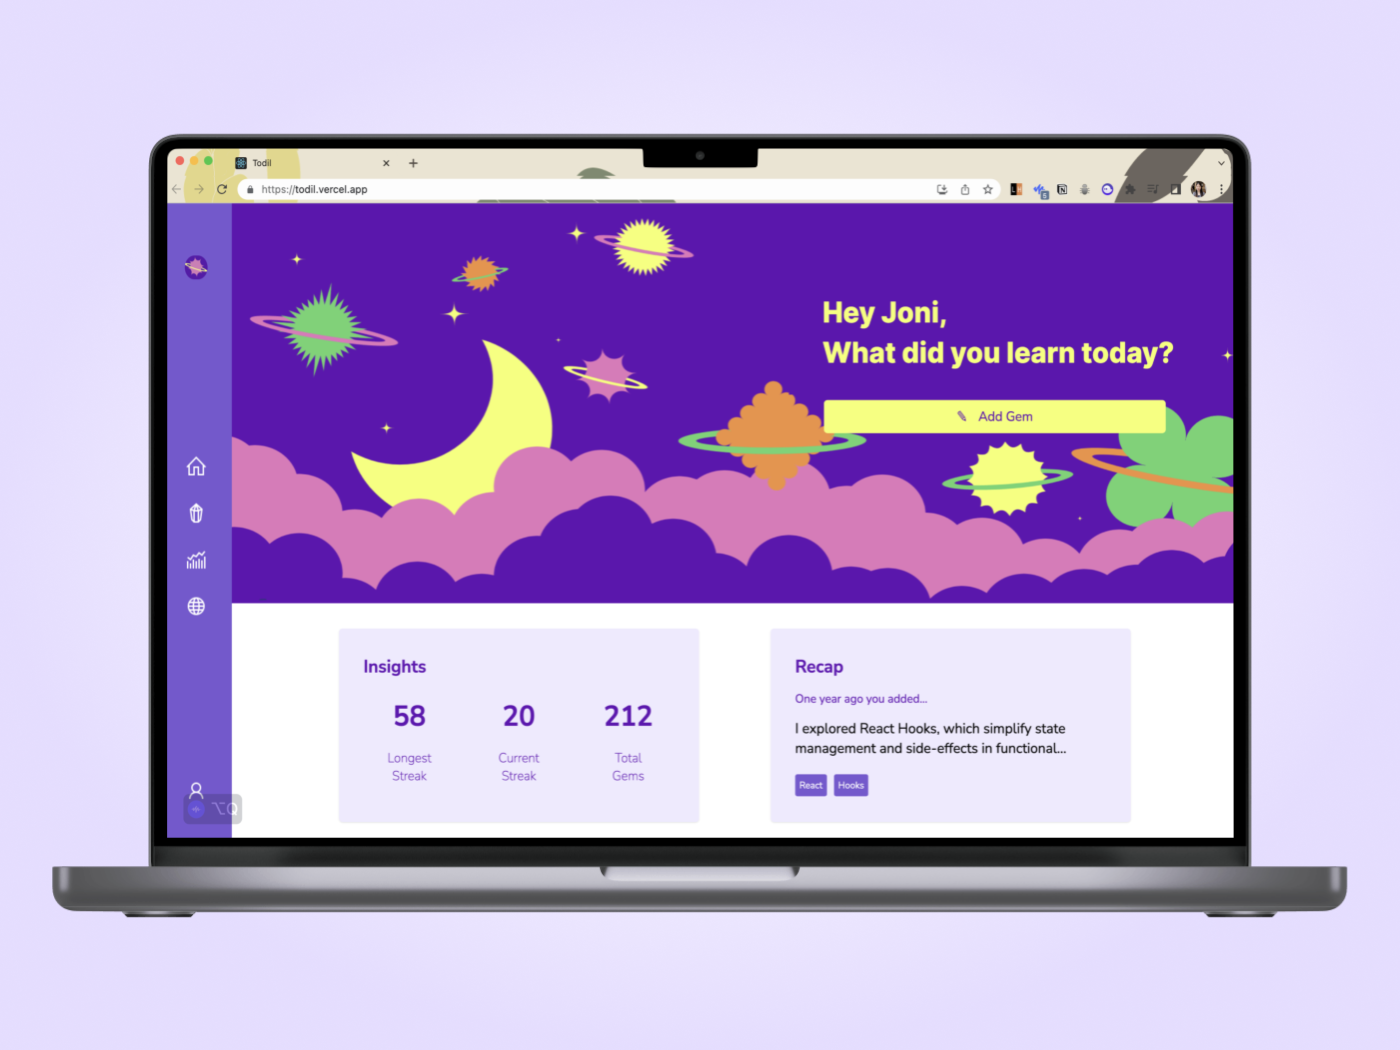 Todil
https://todil.vercel.app
Hey Joni,
What did you learn today?
Add Gem
Insights
58
20
212
Longest
Streak
Current
Streak
Total
Gems
Recap
One year ago you added...
I explored React Hooks, which simplify state
management and side-effects in functional...
React
Hooks
⌥Q